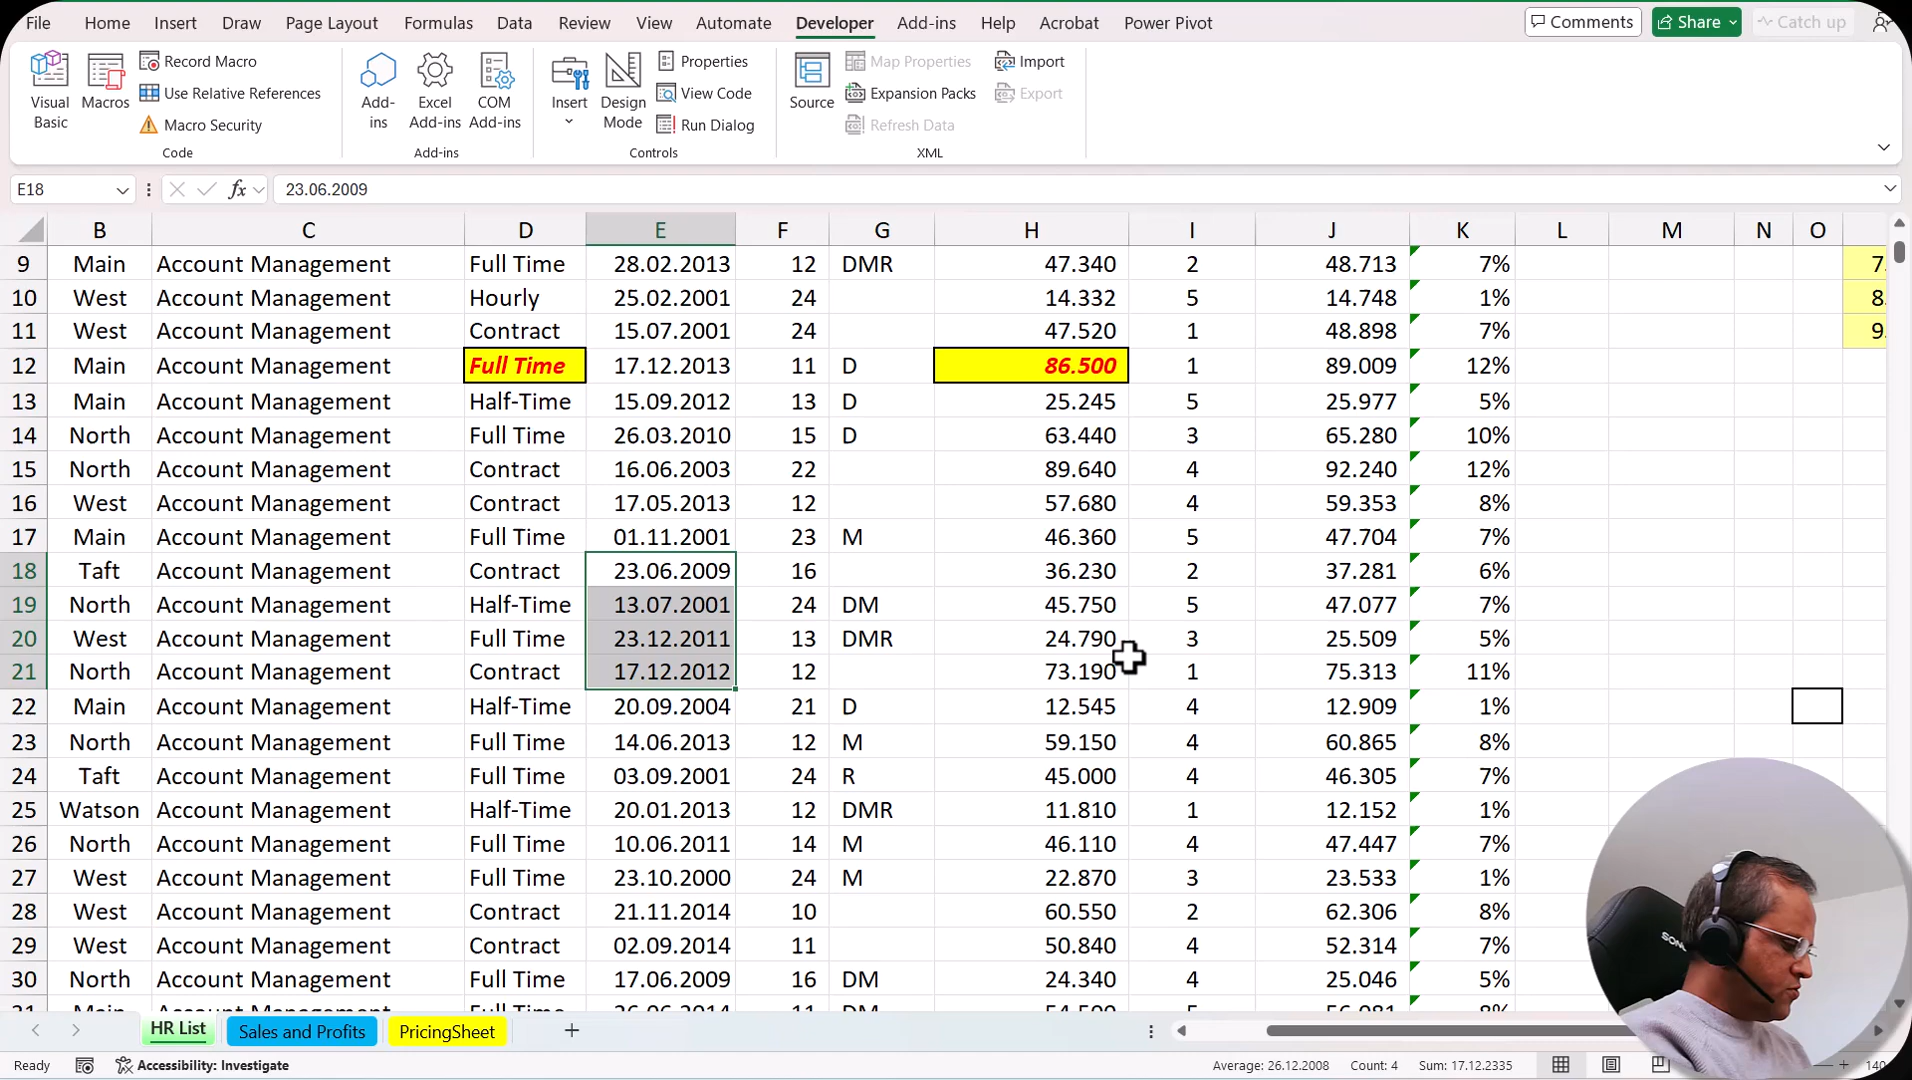 File Home Insert Draw Page Layout Formulas Data Review View Automate Developer Add-ins Help Acrobat Power Pivot Comments Share Catch up
Visual Basic Macros Record Macro Use Relative References Macro Security Code
Add-ins Excel Add-ins COM Add-ins Add-ins
Insert Design Mode Properties View Code Run Dialog Controls
Source Map Properties Expansion Packs Refresh Data Import Export XML
E18 fx 23.06.2009
B C D E F G H I J K L M N O
9 Main Account Management Full Time 28.02.2013 12 DMR 47.340 2 48.713 7% 7
10 West Account Management Hourly 25.02.2001 24 14.332 5 14.748 1% 8
11 West Account Management Contract 15.07.2001 24 47.520 1 48.898 7% 9
12 Main Account Management Full Time 17.12.2013 11 D 86.500 1 89.009 12%
13 Main Account Management Half-Time 15.09.2012 13 D 25.245 5 25.977 5%
14 North Account Management Full Time 26.03.2010 15 D 63.440 3 65.280 10%
15 North Account Management Contract 16.06.2003 22 89.640 4 92.240 12%
16 West Account Management Contract 17.05.2013 12 57.680 4 59.353 8%
17 Main Account Management Full Time 01.11.2001 23 M 46.360 5 47.704 7%
18 Taft Account Management Contract 23.06.2009 16 36.230 2 37.281 6%
19 North Account Management Half-Time 13.07.2001 24 DM 45.750 5 47.077 7%
20 West Account Management Full Time 23.12.2011 13 DMR 24.790 3 25.509 5%
21 North Account Management Contract 17.12.2012 12 73.190 1 75.313 11%
22 Main Account Management Half-Time 20.09.2004 21 D 12.545 4 12.909 1%
23 North Account Management Full Time 14.06.2013 12 M 59.150 4 60.865 8%
24 Taft Account Management Full Time 03.09.2001 24 R 45.000 4 46.305 7%
25 Watson Account Management Half-Time 20.01.2013 12 DMR 11.810 1 12.152 1%
26 North Account Management Full Time 10.06.2011 14 M 46.110 4 47.447 7%
27 West Account Management Full Time 23.10.2000 24 M 22.870 3 23.533 1%
28 West Account Management Contract 21.11.2014 10 60.550 2 62.306 8%
29 West Account Management Contract 02.09.2014 11 50.840 4 52.314 7%
30 North Account Management Full Time 17.06.2009 16 DM 24.340 4 25.046 5%
HR List Sales and Profits PricingSheet
Ready Accessibility: Investigate Average: 26.12.2008 Count: 4 Sum: 17.12.2335 140